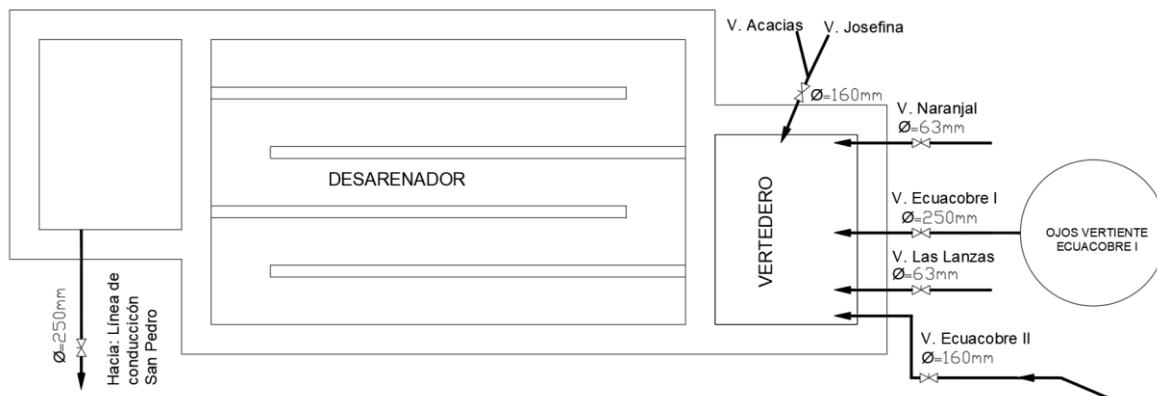 V. Acacias
V. Josefina
Ø=160mm
V. Naranjal
Ø=63mm
DESARENADOR
VERTEDERO
V. Ecuacobre I
Ø=250mm
OJOS VERTIENTE
ECUACOBRE I
V. Las Lanzas
Ø=63mm
V. Ecuacobre II
Ø=160mm
Ø=250mm
Hacia: Línea de
conduccicón
San Pedro